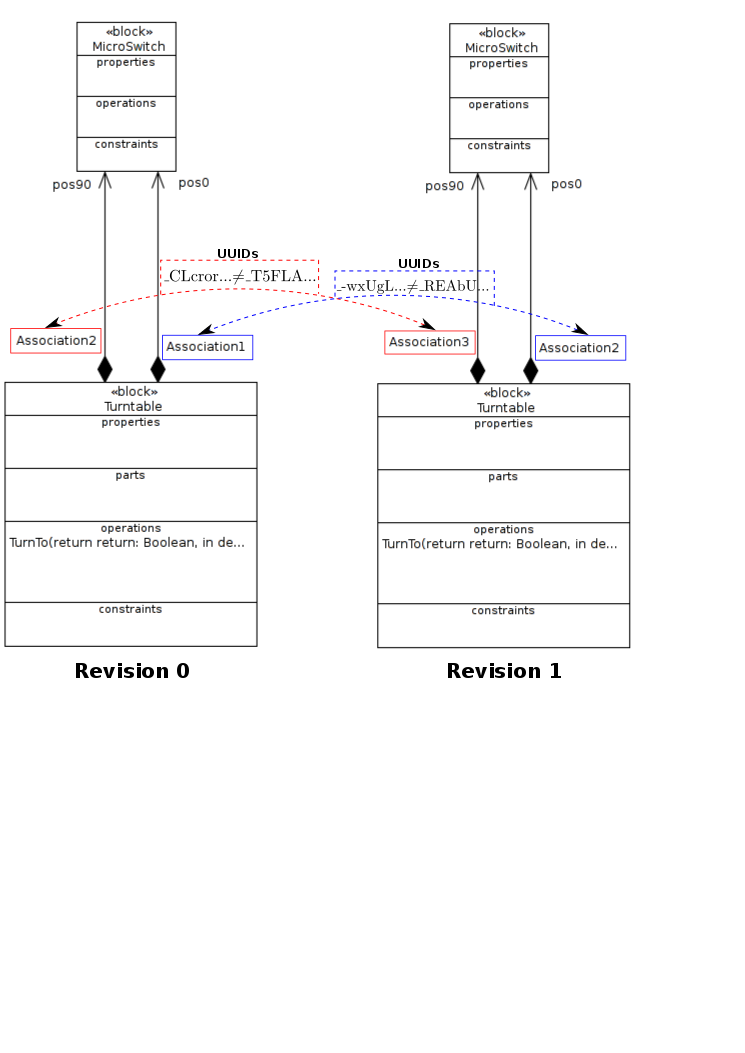 «block»
MicroSwitch
properties
operations
constraints
pos90
pos0
«block»
MicroSwitch
properties
operations
constraints
pos90
pos0
UUIDs
_CLcror...≠_T5FLA...
UUIDs
_-wxUgL...≠_REAbU...
Association2
Association1
Association3
Association2
«block»
Turntable
properties
parts
operations
TurnTo(return return: Boolean, in de...
constraints
«block»
Turntable
properties
parts
operations
TurnTo(return return: Boolean, in de...
constraints
Revision 0
Revision 1